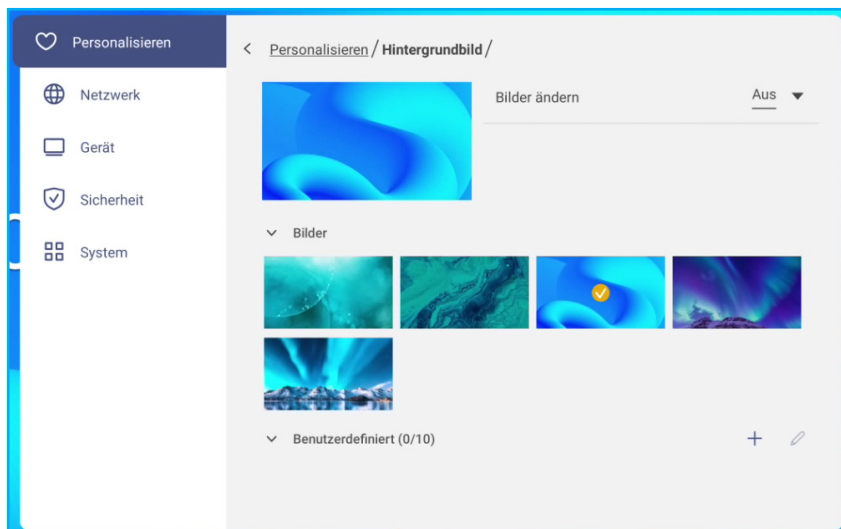 Personalisieren
Netzwerk
Gerät
Sicherheit
System
Personalisieren / Hintergrundbild /
Bilder ändern Aus
Bilder
Benutzerdefiniert (0/10)